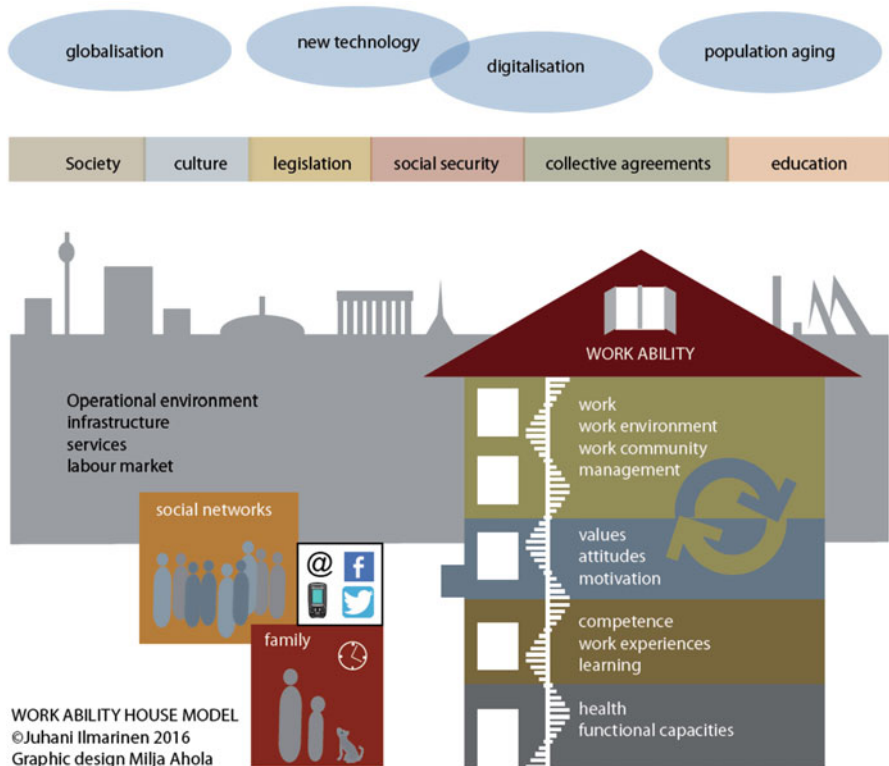 globalisation
new technology
digitalisation
population aging
Society culture legislation social security collective agreements education
WORK ABILITY
Operational environment
infrastructure
services
labour market
work
work environment
work community
management
social networks
@
f
values
attitudes
motivation
family
competence
work experiences
learning
health
functional capacities
WORK ABILITY HOUSE MODEL
©Juhani Ilmarinen 2016
Graphic design Milja Ahola